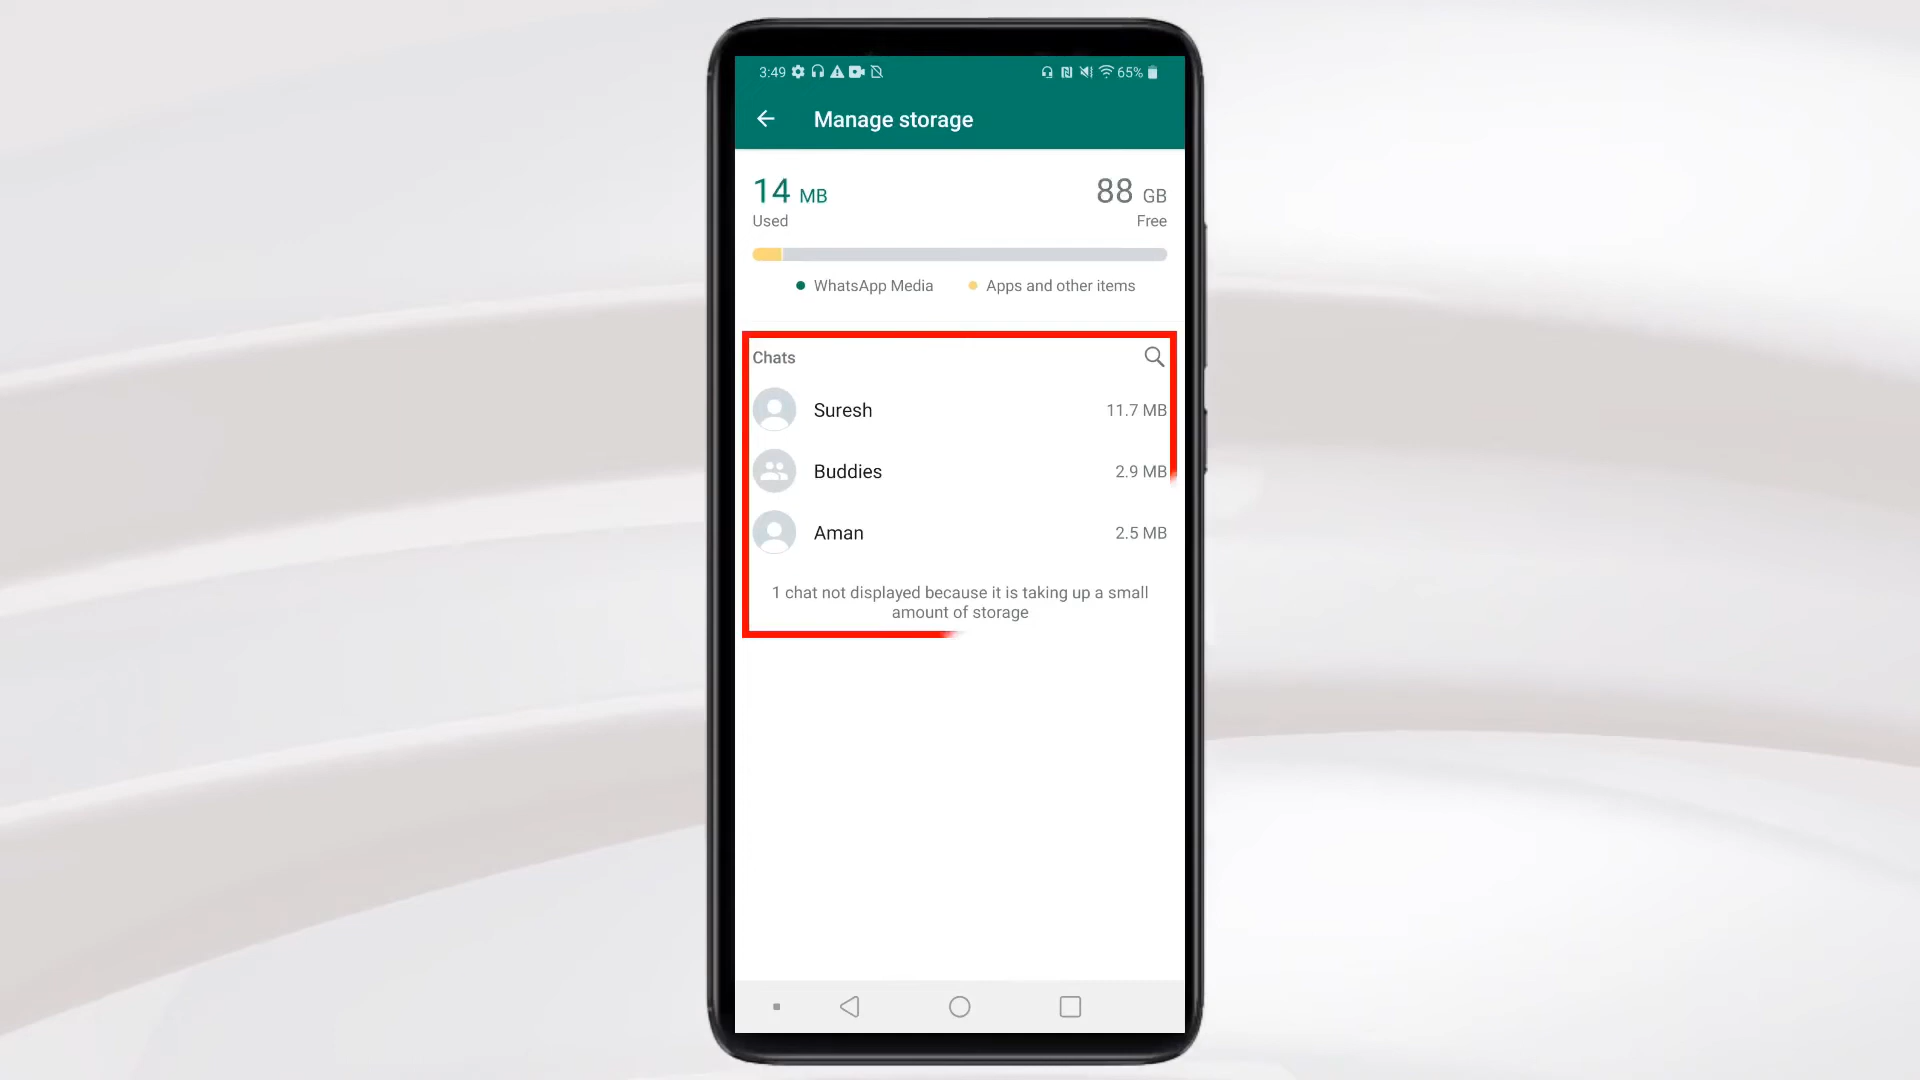 3:49 65%
Manage storage
14 MB 88 GB
Used Free
WhatsApp Media Apps and other items
Chats
Suresh 11.7 MB
Buddies 2.9 MB
Aman 2.5 MB
1 chat not displayed because it is taking up a small
amount of storage